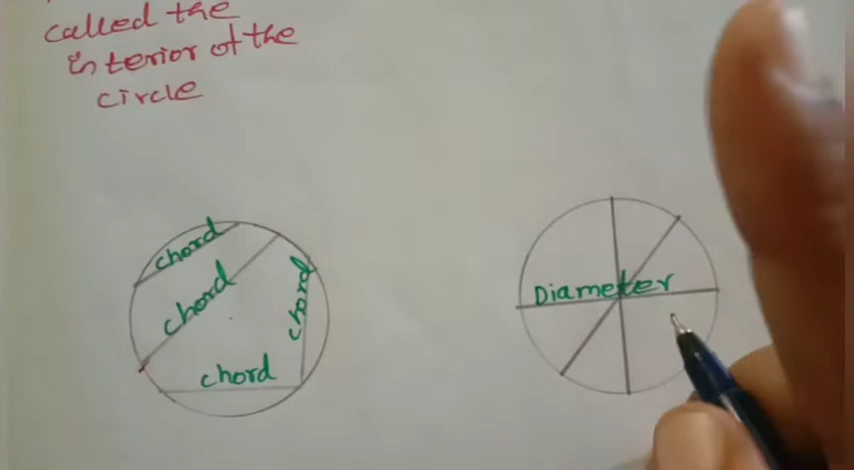 called the
interior of the
circle
chord
chord
chord
chord
Diameter